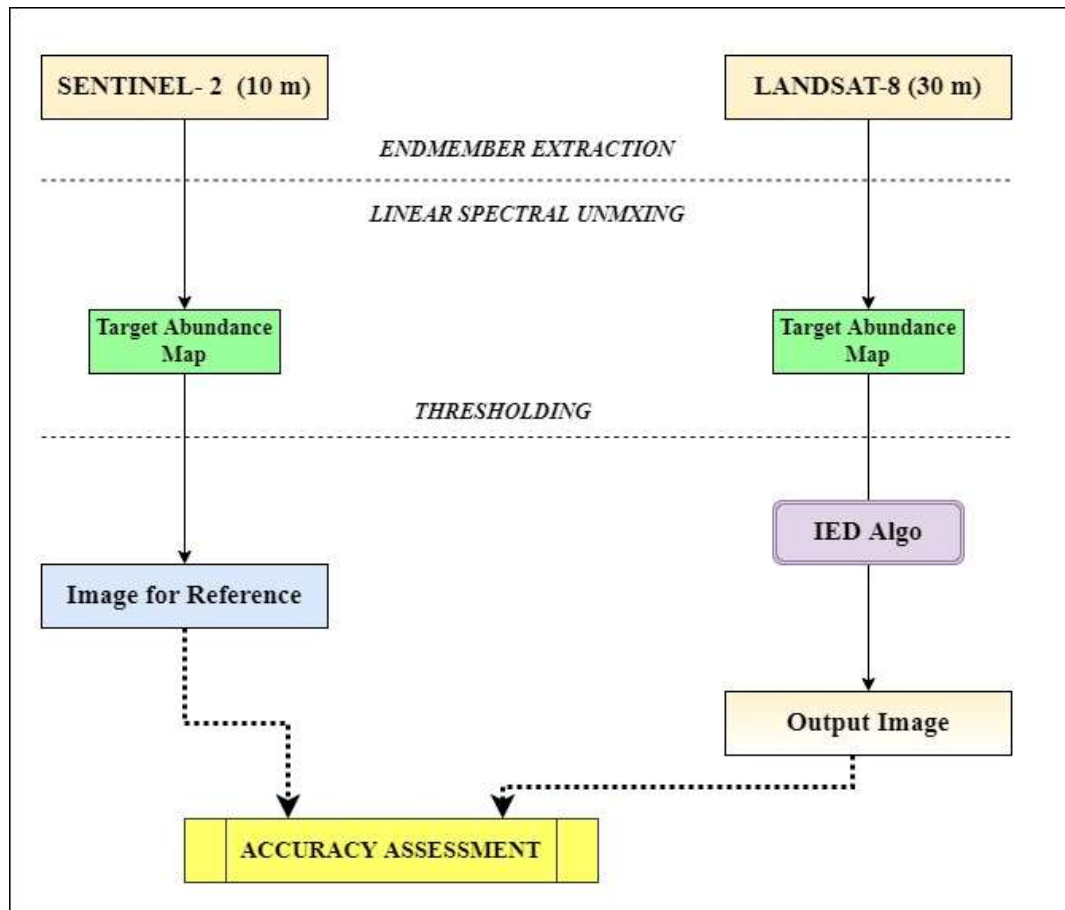 SENTINEL- 2 (10 m)
LANDSAT-8 (30 m)
ENDMEMBER EXTRACTION
LINEAR SPECTRAL UNMXING
Target Abundance
Map
Target Abundance
Map
THRESHOLDING
IED Algo
Image for Reference
Output Image
ACCURACY ASSESSMENT